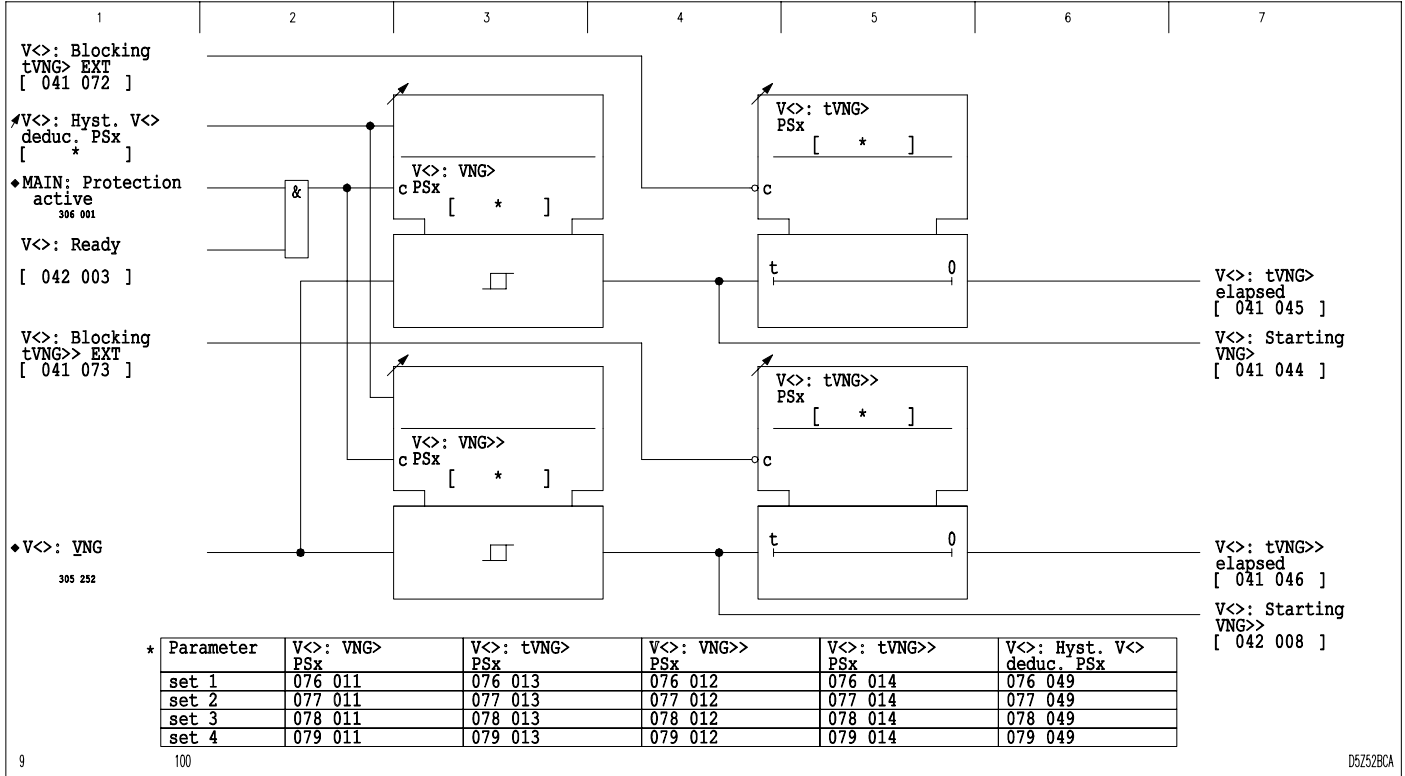 1 2 3 4 5 6 7
V<>: Blocking
tVNG> EXT
[ 041 072 ]
V<>: Hyst. V<>
deduc. PSx
[ * ]
◆MAIN: Protection
active
306 001
V<>: Ready
[ 042 003 ]
V<>: Blocking
tVNG>> EXT
[ 041 073 ]
◆V<>: VNG
305 252
&
V<>: VNG>
c PSx
[ * ]
V<>: tVNG>
PSx
[ * ]
c
t 0
V<>: tVNG>
elapsed
[ 041 045 ]
V<>: Starting
VNG>
[ 041 044 ]
V<>: VNG>>
c PSx
[ * ]
V<>: tVNG>>
PSx
[ * ]
c
t 0
V<>: tVNG>>
elapsed
[ 041 046 ]
V<>: Starting
VNG>>
[ 042 008 ]
* Parameter V<>: VNG> PSx V<>: tVNG> PSx V<>: VNG>> PSx V<>: tVNG>> PSx V<>: Hyst. V<> deduc. PSx
set 1 076 011 076 013 076 012 076 014 076 049
set 2 077 011 077 013 077 012 077 014 077 049
set 3 078 011 078 013 078 012 078 014 078 049
set 4 079 011 079 013 079 012 079 014 079 049
9 100 D5Z52BCA